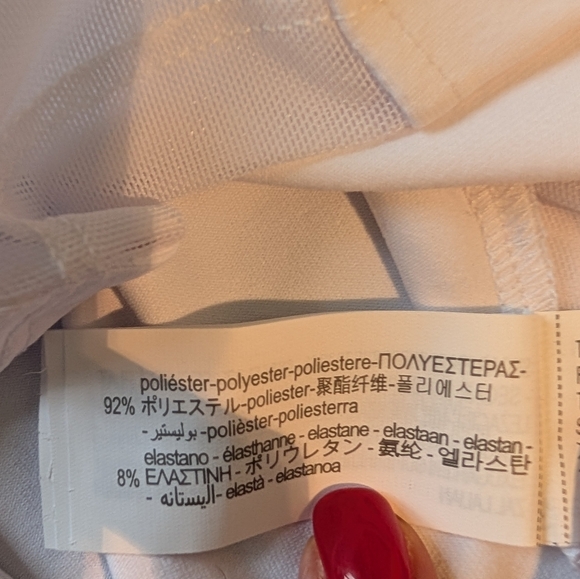 poliéster-polyester-poliestere-ΠΟΛΥΕΣΤΕΡΑΣ-
92% ポリエステル-poliester-聚酯纤维-폴리에스터
- بوليستير -polièster-poliesterra
elastano - élasthanne - elastane - elastaan - elastan -
8% ΕΛΑΣΤΙΝΗ - ポリウレタン - 氨纶 - 엘라스탄
- اليستانه - elastà - elastanoa